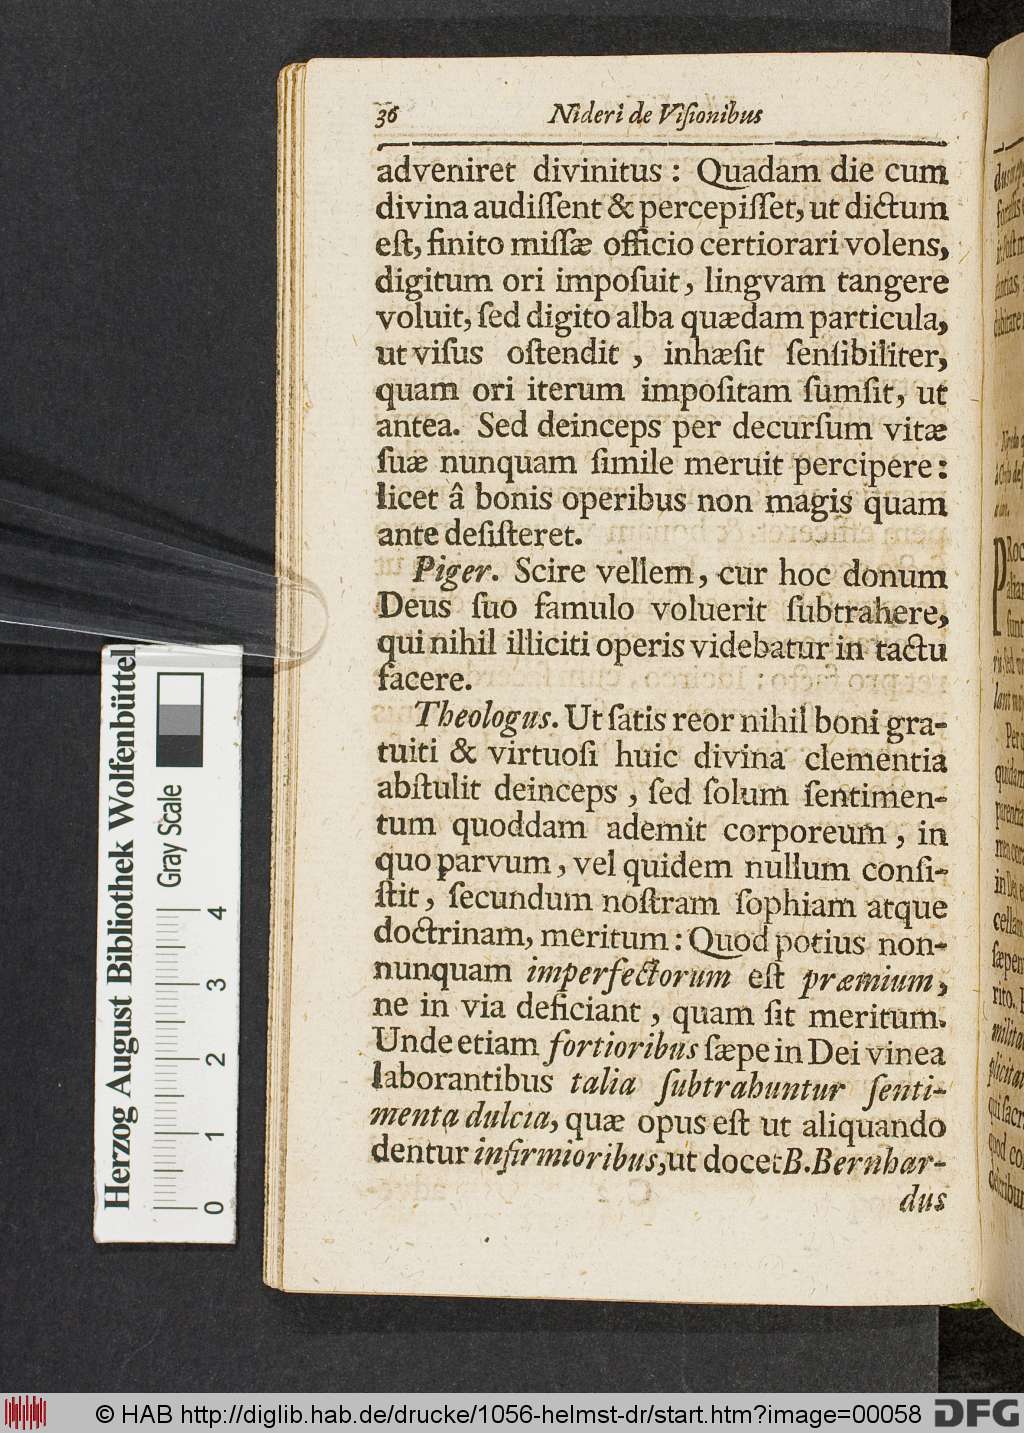 36 Nideri de Viſionibus
adveniret divinitus : Quadam die cum
divina audiſſent & percepiſſet, ut dictum
eſt, finito miſſæ officio certiorari volens,
digitum ori impoſuit, lingvam tangere
voluit, ſed digito alba quædam particula,
ut viſus oſtendit , inhæſit ſenſibiliter,
quam ori iterum impoſitam ſumſit, ut
antea. Sed deinceps per decurſum vitæ
ſuæ nunquam ſimile meruit percipere :
licet â bonis operibus non magis quam
ante deſiſteret.
Piger. Scire vellem, cur hoc donum
Deus ſuo famulo voluerit ſubtrahere,
qui nihil illiciti operis videbatur in tactu
facere.
Theologus. Ut ſatis reor nihil boni gra-
tuiti & virtuoſi huic divina clementia
abſtulit deinceps , ſed ſolum ſentimen-
tum quoddam ademit corporeum , in
quo parvum, vel quidem nullum conſi-
ſtit, ſecundum noſtram ſophiam atque
doctrinam, meritum : Quod potius non-
nunquam imperfectorum eſt præmium,
ne in via deficiant , quam ſit meritum.
Unde etiam fortioribus ſæpe in Dei vinea
laborantibus talia ſubtrahuntur ſenti-
menta dulcia, quæ opus eſt ut aliquando
dentur infirmioribus, ut docet B. Bernhar-
dus
Herzog August Bibliothek Wolfenbüttel
Gray Scale
0 1 2 3 4
© HAB http://diglib.hab.de/drucke/1056-helmst-dr/start.htm?image=00058
DFG